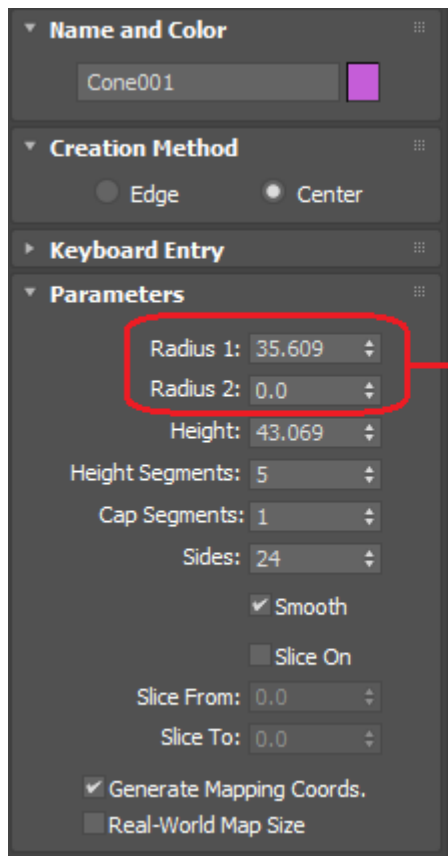 Name and Color
Cone001
Creation Method
Edge Center
Keyboard Entry
Parameters
Radius 1: 35.609
Radius 2: 0.0
Height: 43.069
Height Segments: 5
Cap Segments: 1
Sides: 24
Smooth
Slice On
Slice From: 0.0
Slice To: 0.0
Generate Mapping Coords.
Real-World Map Size